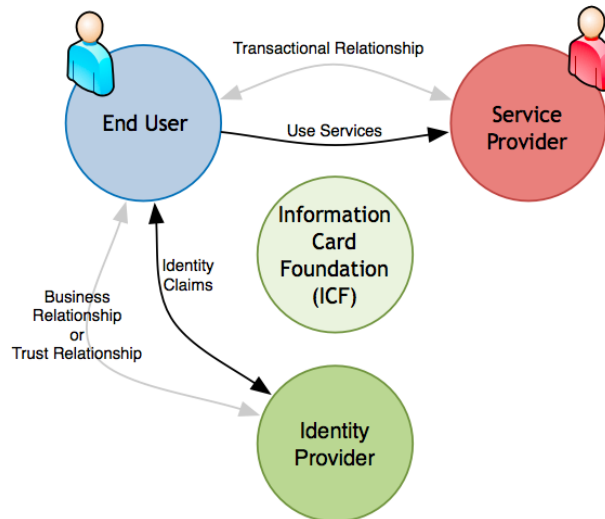 Transactional Relationship
End User
Use Services
Service
Provider
Information
Card
Foundation
(ICF)
Identity
Claims
Business
Relationship
or
Trust Relationship
Identity
Provider